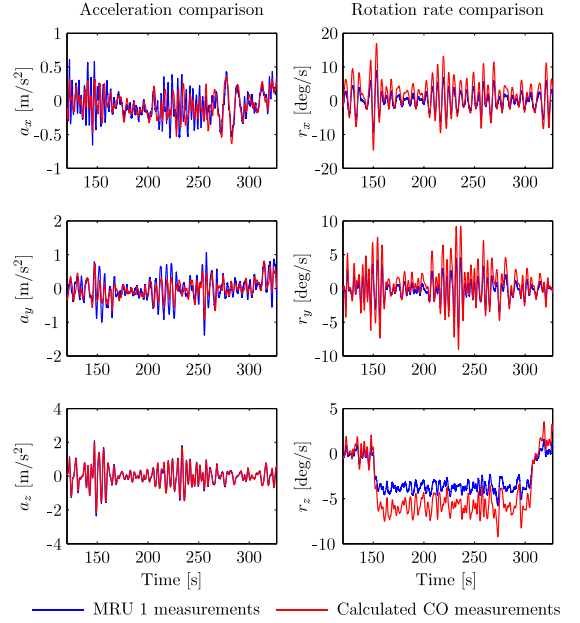 Acceleration comparison
Rotation rate comparison
1
0.5
0
-0.5
-1
a_x [m/s²]
150 200 250 300
20
10
0
−10
−20
r_x [deg/s]
150 200 250 300
2
1
0
-1
-2
a_y [m/s²]
150 200 250 300
10
5
0
−5
−10
r_y [deg/s]
150 200 250 300
4
2
0
-2
-4
a_z [m/s²]
150 200 250 300
Time [s]
5
0
−5
−10
r_z [deg/s]
150 200 250 300
Time [s]
MRU 1 measurements
Calculated CO measurements